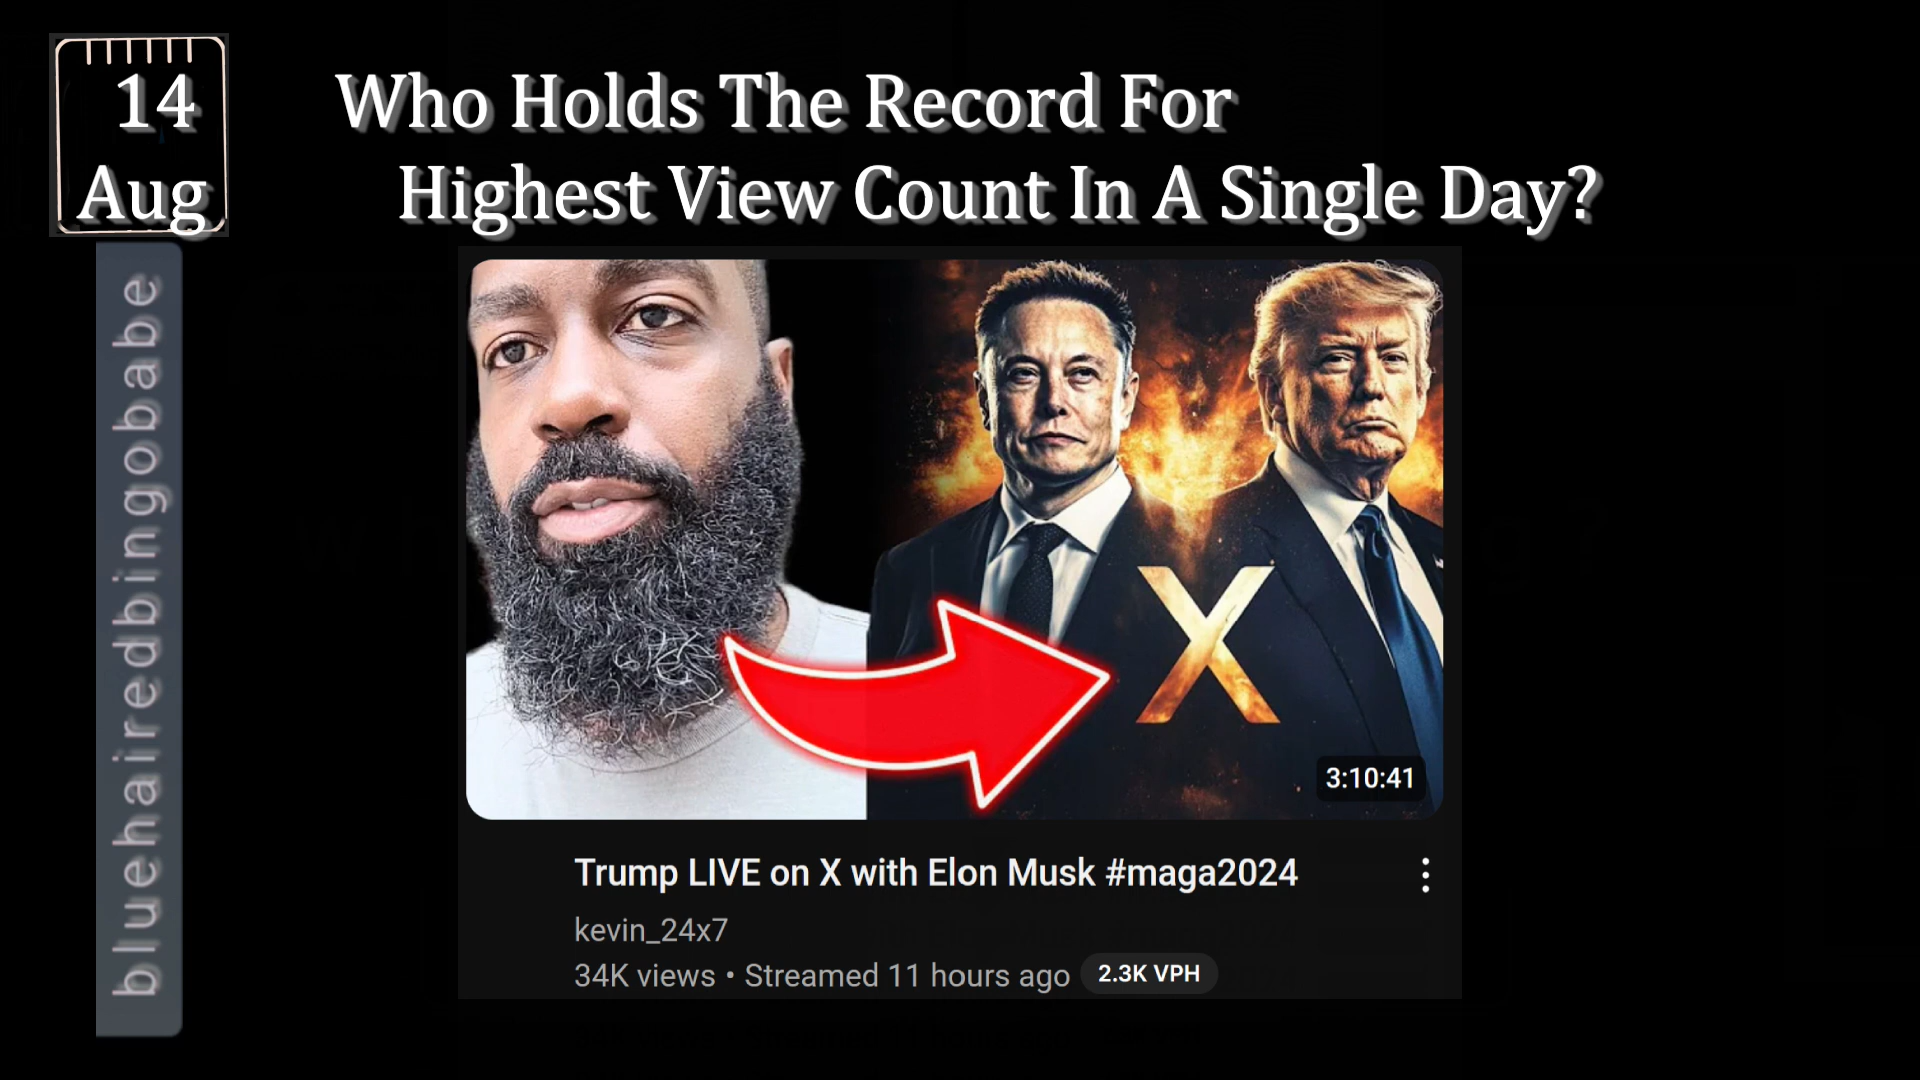 14
Aug
Who Holds The Record For
Highest View Count In A Single Day?
bluehairedbingobabe
X
3:10:41
Trump LIVE on X with Elon Musk #maga2024
kevin_24x7
34K views • Streamed 11 hours ago 2.3K VPH